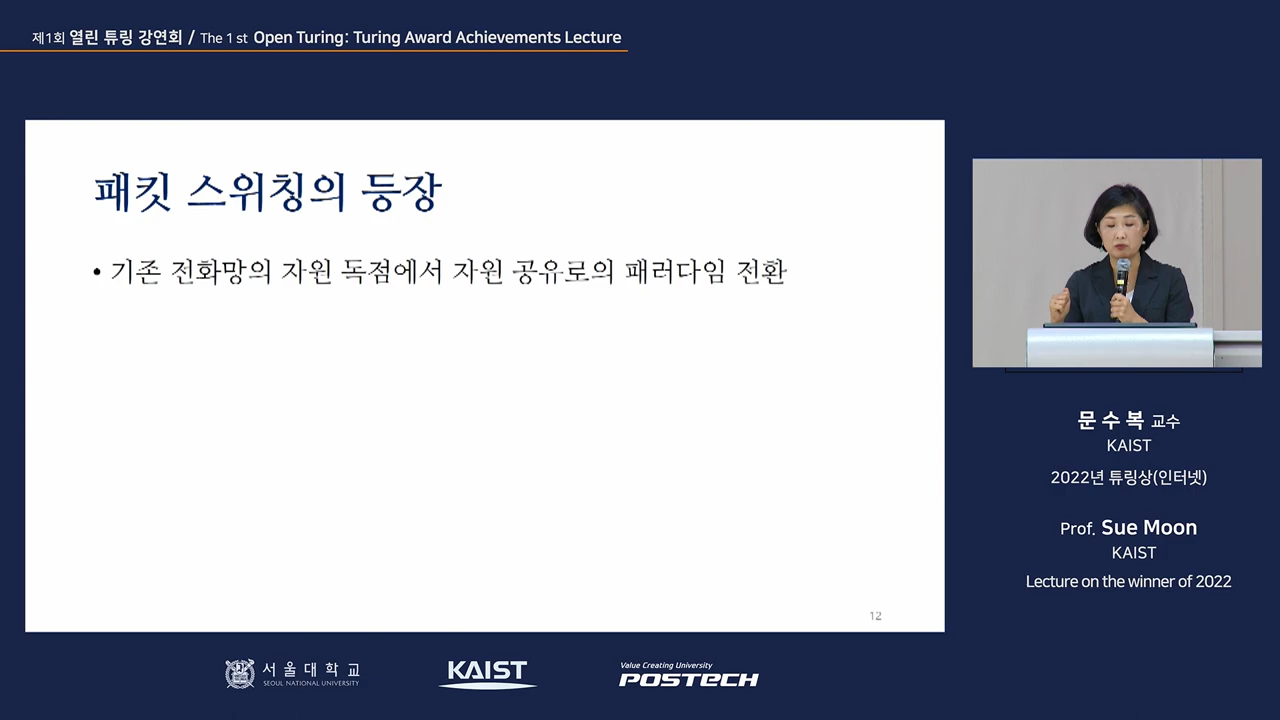 제1회 열린 튜링 강연회 / The 1 st Open Turing: Turing Award Achievements Lecture
패킷 스위칭의 등장
• 기존 전화망의 자원 독점에서 자원 공유로의 패러다임 전환
12
문 수 복 교수
KAIST
2022년 튜링상(인터넷)
Prof. Sue Moon
KAIST
Lecture on the winner of 2022
서울대학교
SEOUL NATIONAL UNIVERSITY
KAIST
Value Creating University
POSTECH